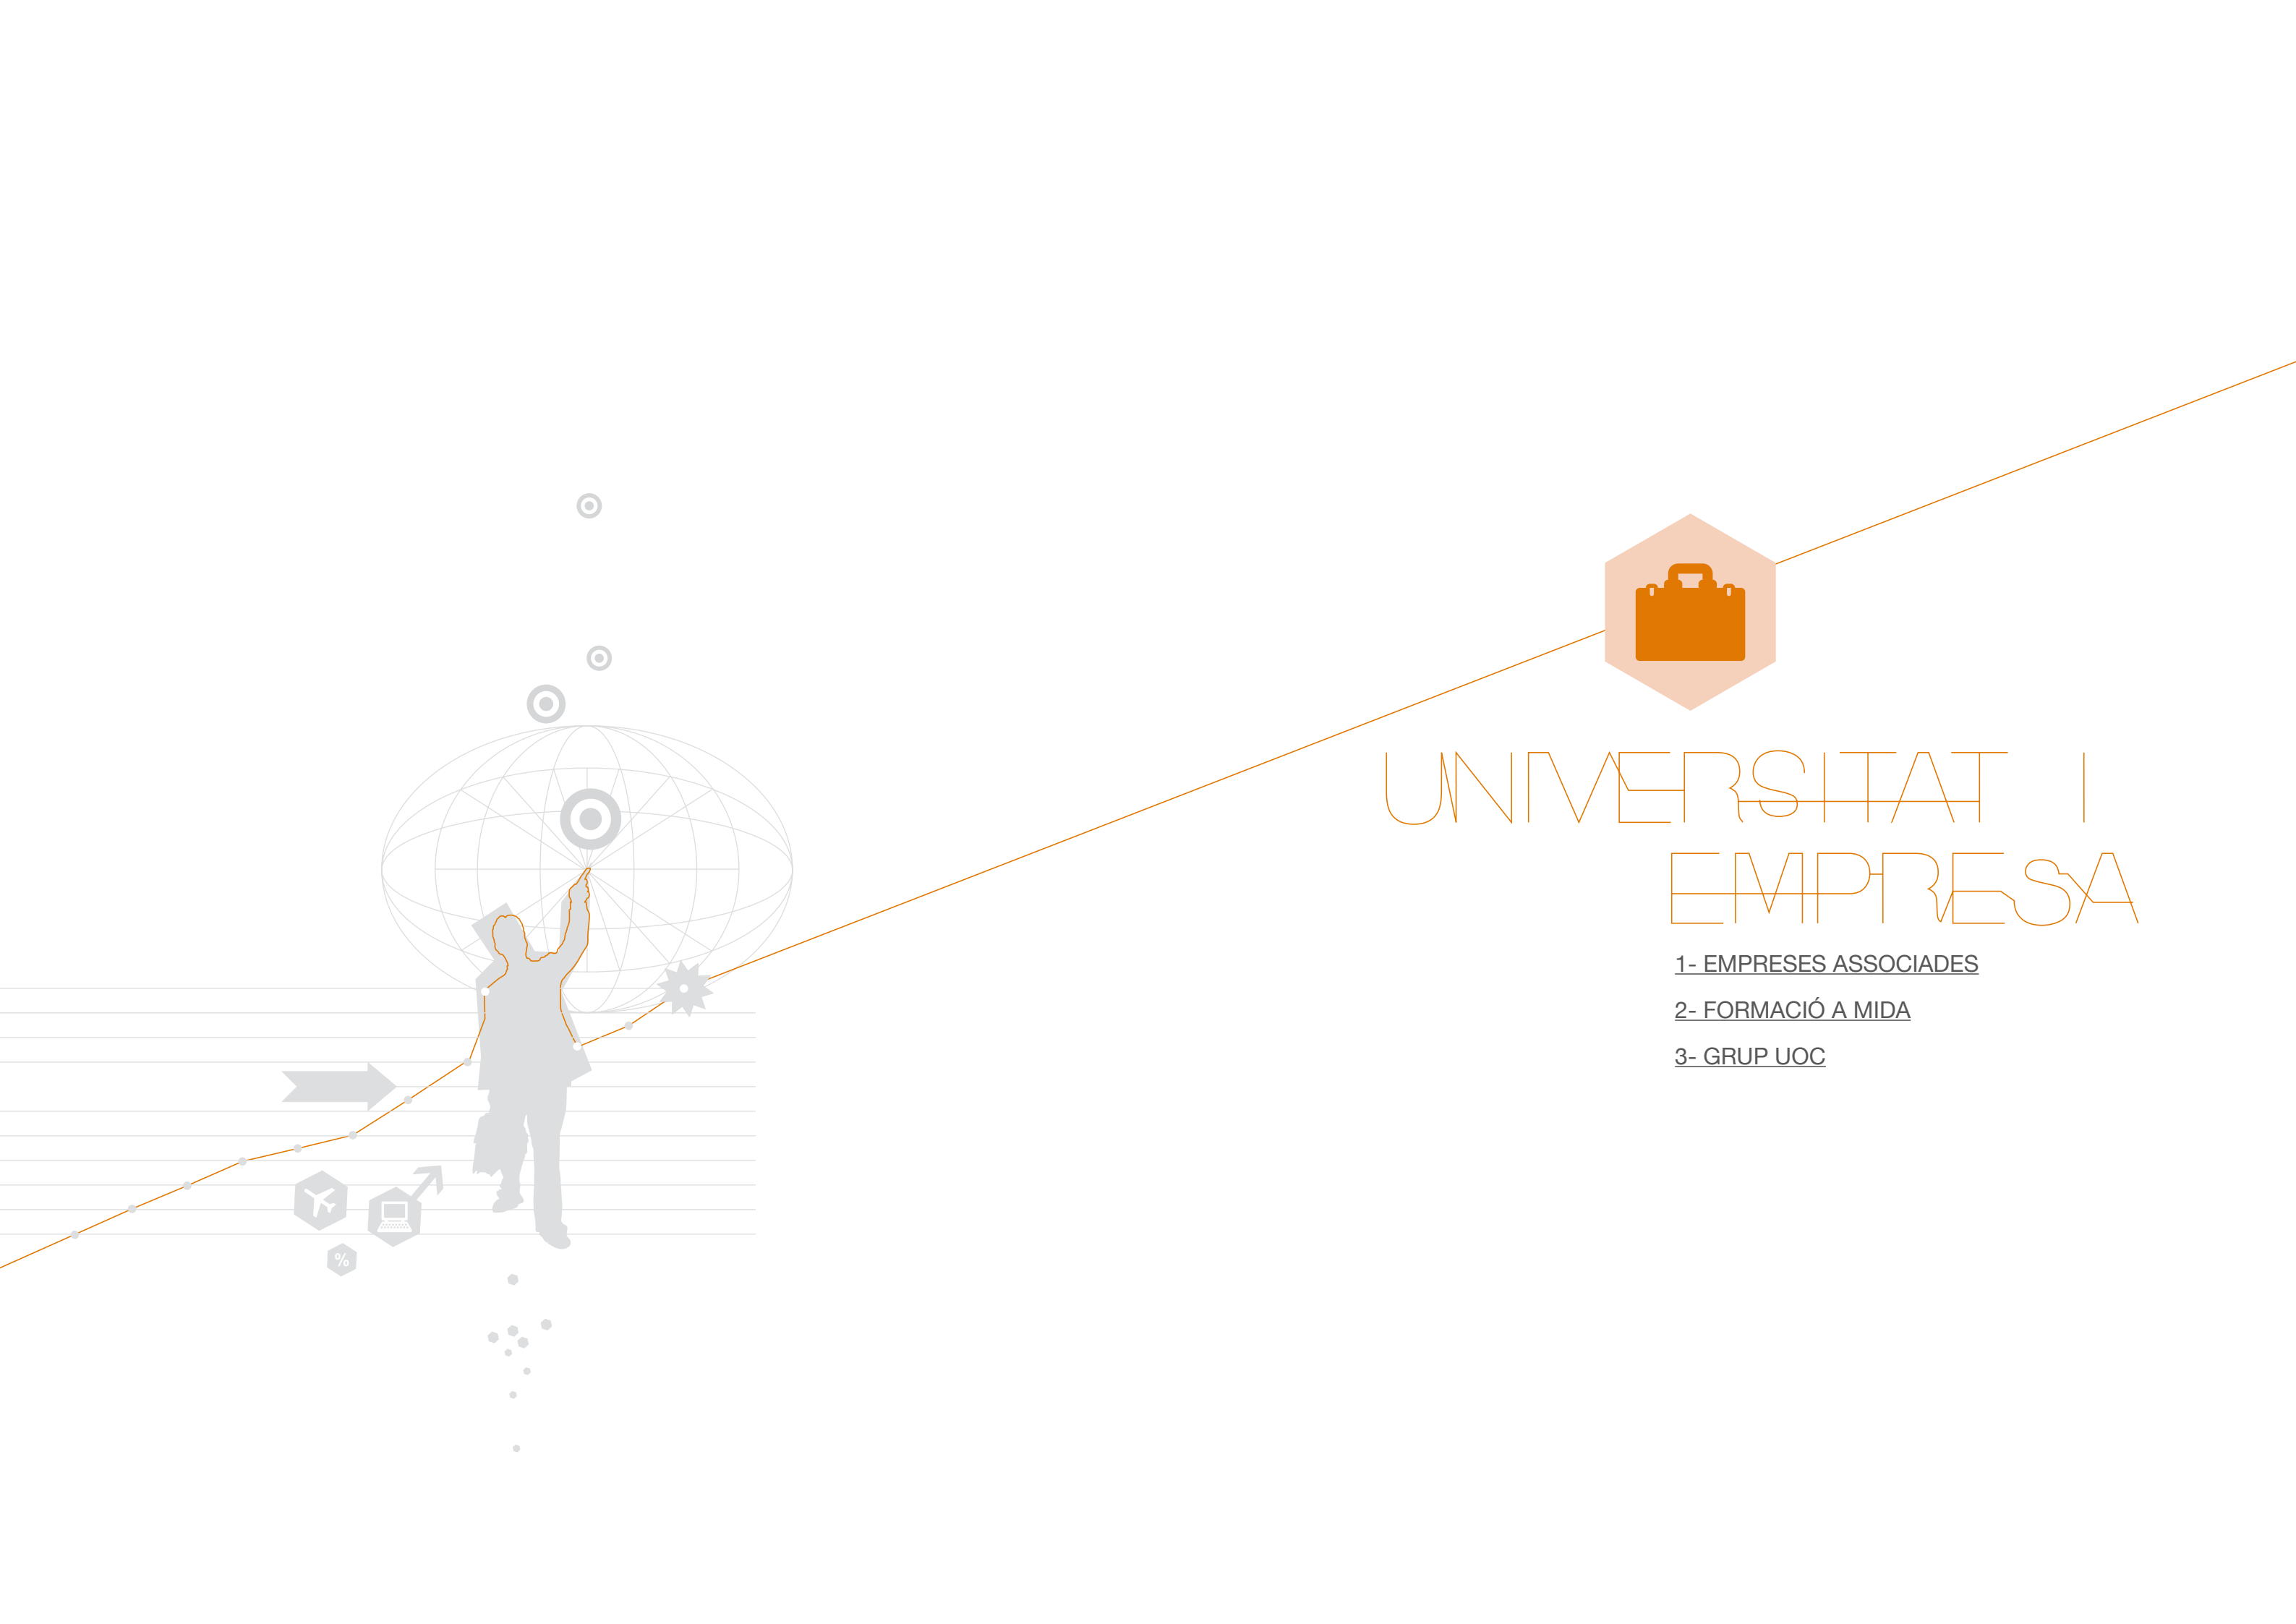 UNIVERSITAT I
EMPRESA
1- EMPRESES ASSOCIADES
2- FORMACIÓ A MIDA
3- GRUP UOC
%